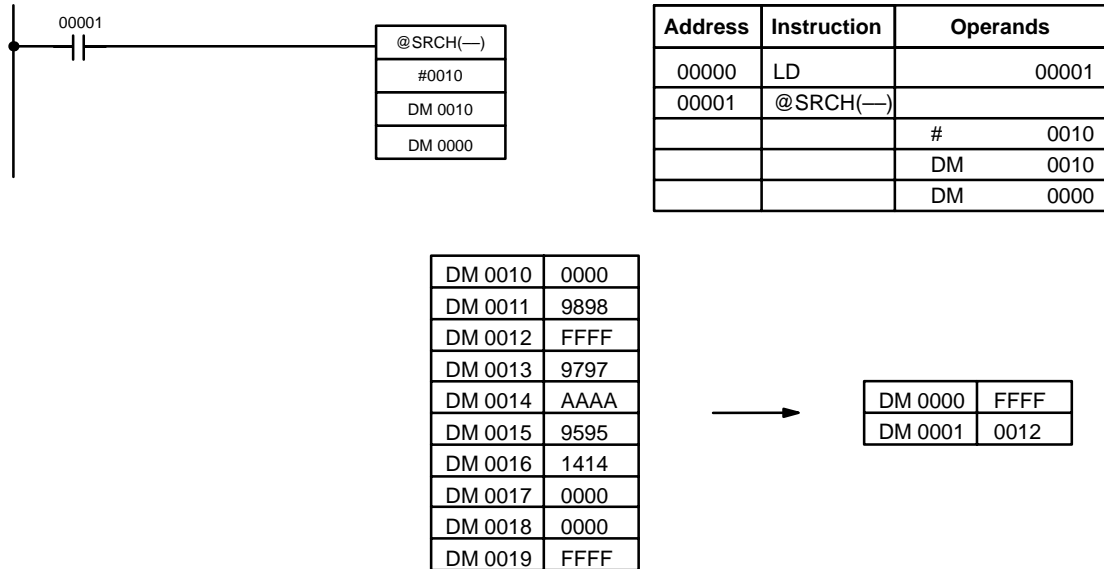 00001
@SRCH(—)
#0010
DM 0010
DM 0000
Address Instruction Operands
00000 LD 00001
00001 @SRCH(—)
# 0010
DM 0010
DM 0000
DM 0010 0000
DM 0011 9898
DM 0012 FFFF
DM 0013 9797
DM 0014 AAAA
DM 0015 9595
DM 0016 1414
DM 0017 0000
DM 0018 0000
DM 0019 FFFF
DM 0000 FFFF
DM 0001 0012